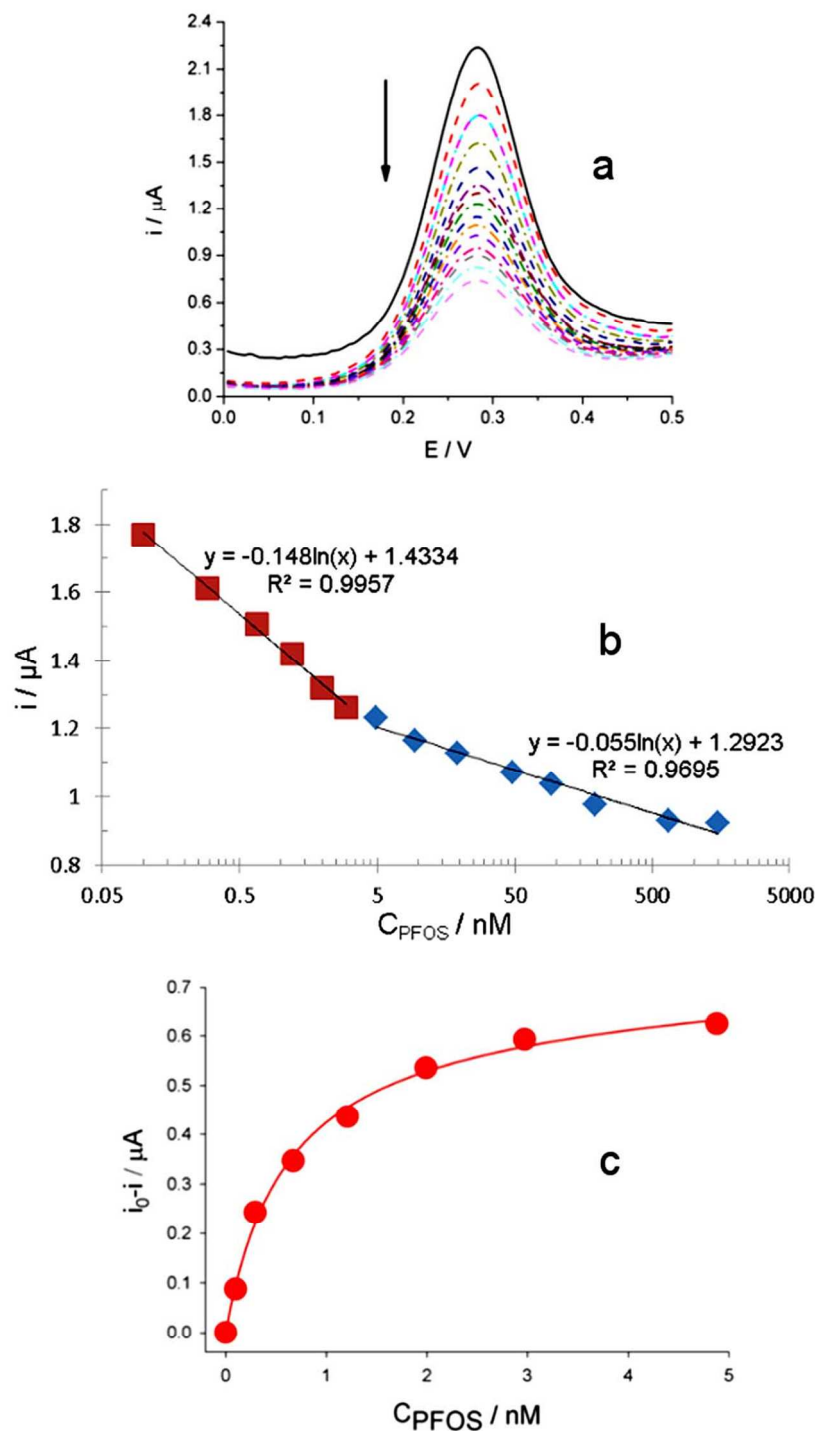 2.4
2.1
1.8
1.5
1.2
0.9
0.6
0.3
0.0
i / µA
a
0.0 0.1 0.2 0.3 0.4 0.5
E / V
1.8
1.6
1.4
1.2
1
0.8
i / µA
y = -0.148ln(x) + 1.4334
R² = 0.9957
b
y = -0.055ln(x) + 1.2923
R² = 0.9695
0.05 0.5 5 50 500 5000
CPFOS / nM
0.7
0.6
0.5
0.4
0.3
0.2
0.1
0.0
i0-i / µA
c
0 1 2 3 4 5
CPFOS / nM